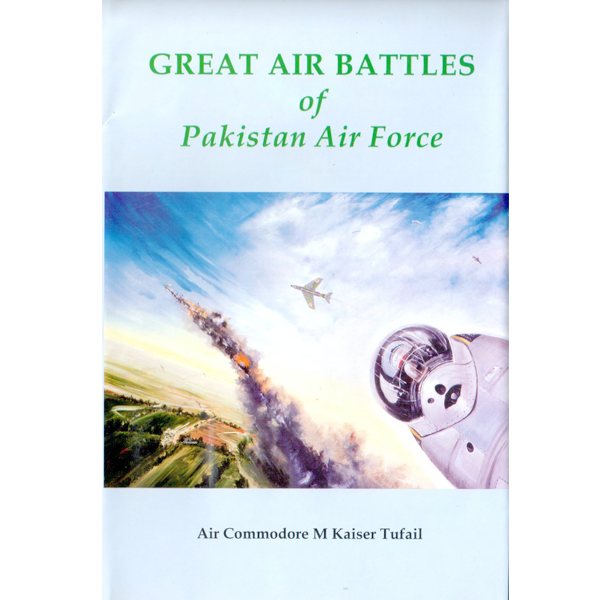 GREAT AIR BATTLES
of
Pakistan Air Force
Air Commodore M Kaiser Tufail